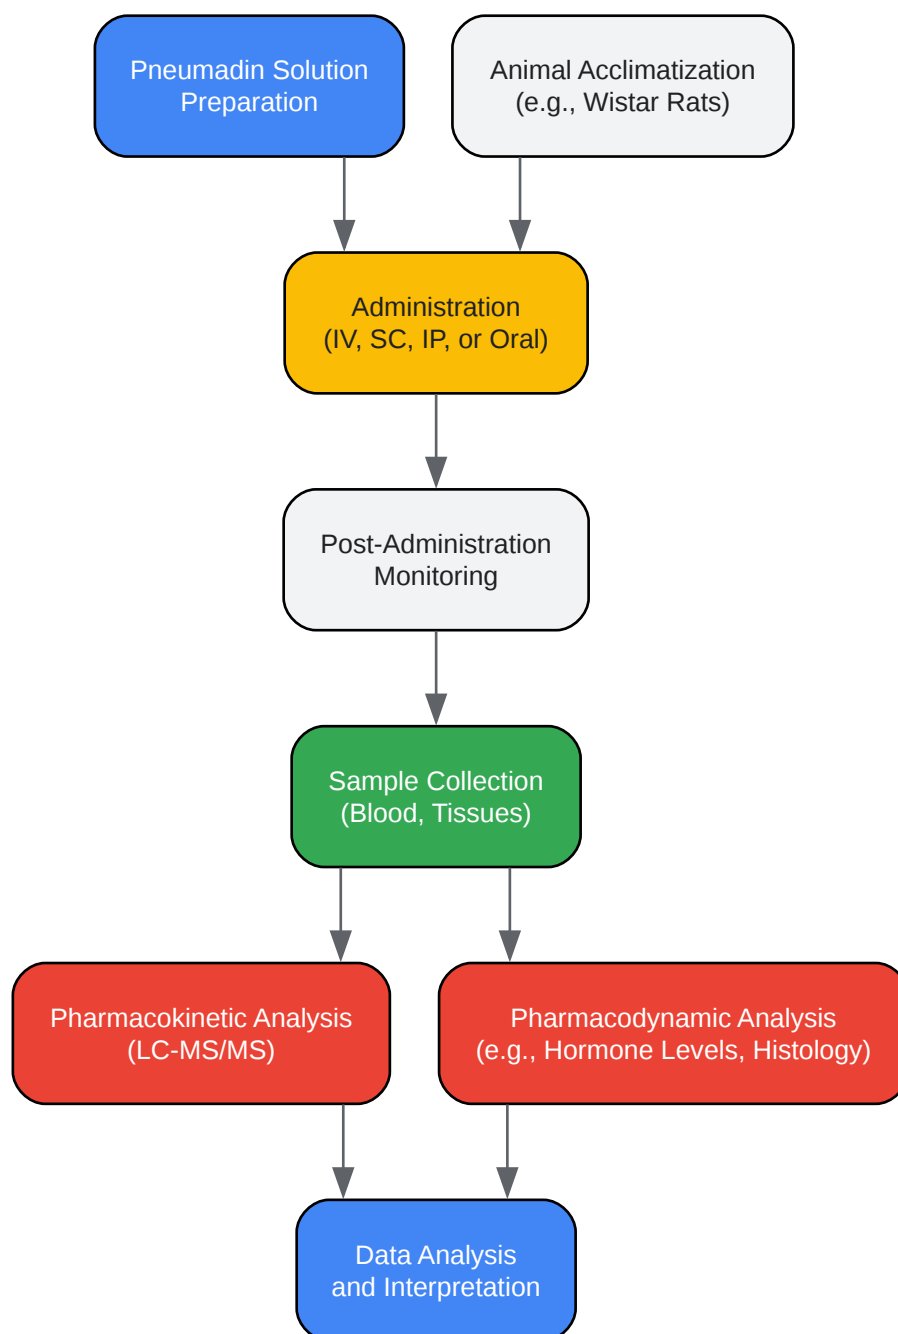 Pneumadin Solution
Preparation
Animal Acclimatization
(e.g., Wistar Rats)
Administration
(IV, SC, IP, or Oral)
Post-Administration
Monitoring
Sample Collection
(Blood, Tissues)
Pharmacokinetic Analysis
(LC-MS/MS)
Pharmacodynamic Analysis
(e.g., Hormone Levels, Histology)
Data Analysis
and Interpretation